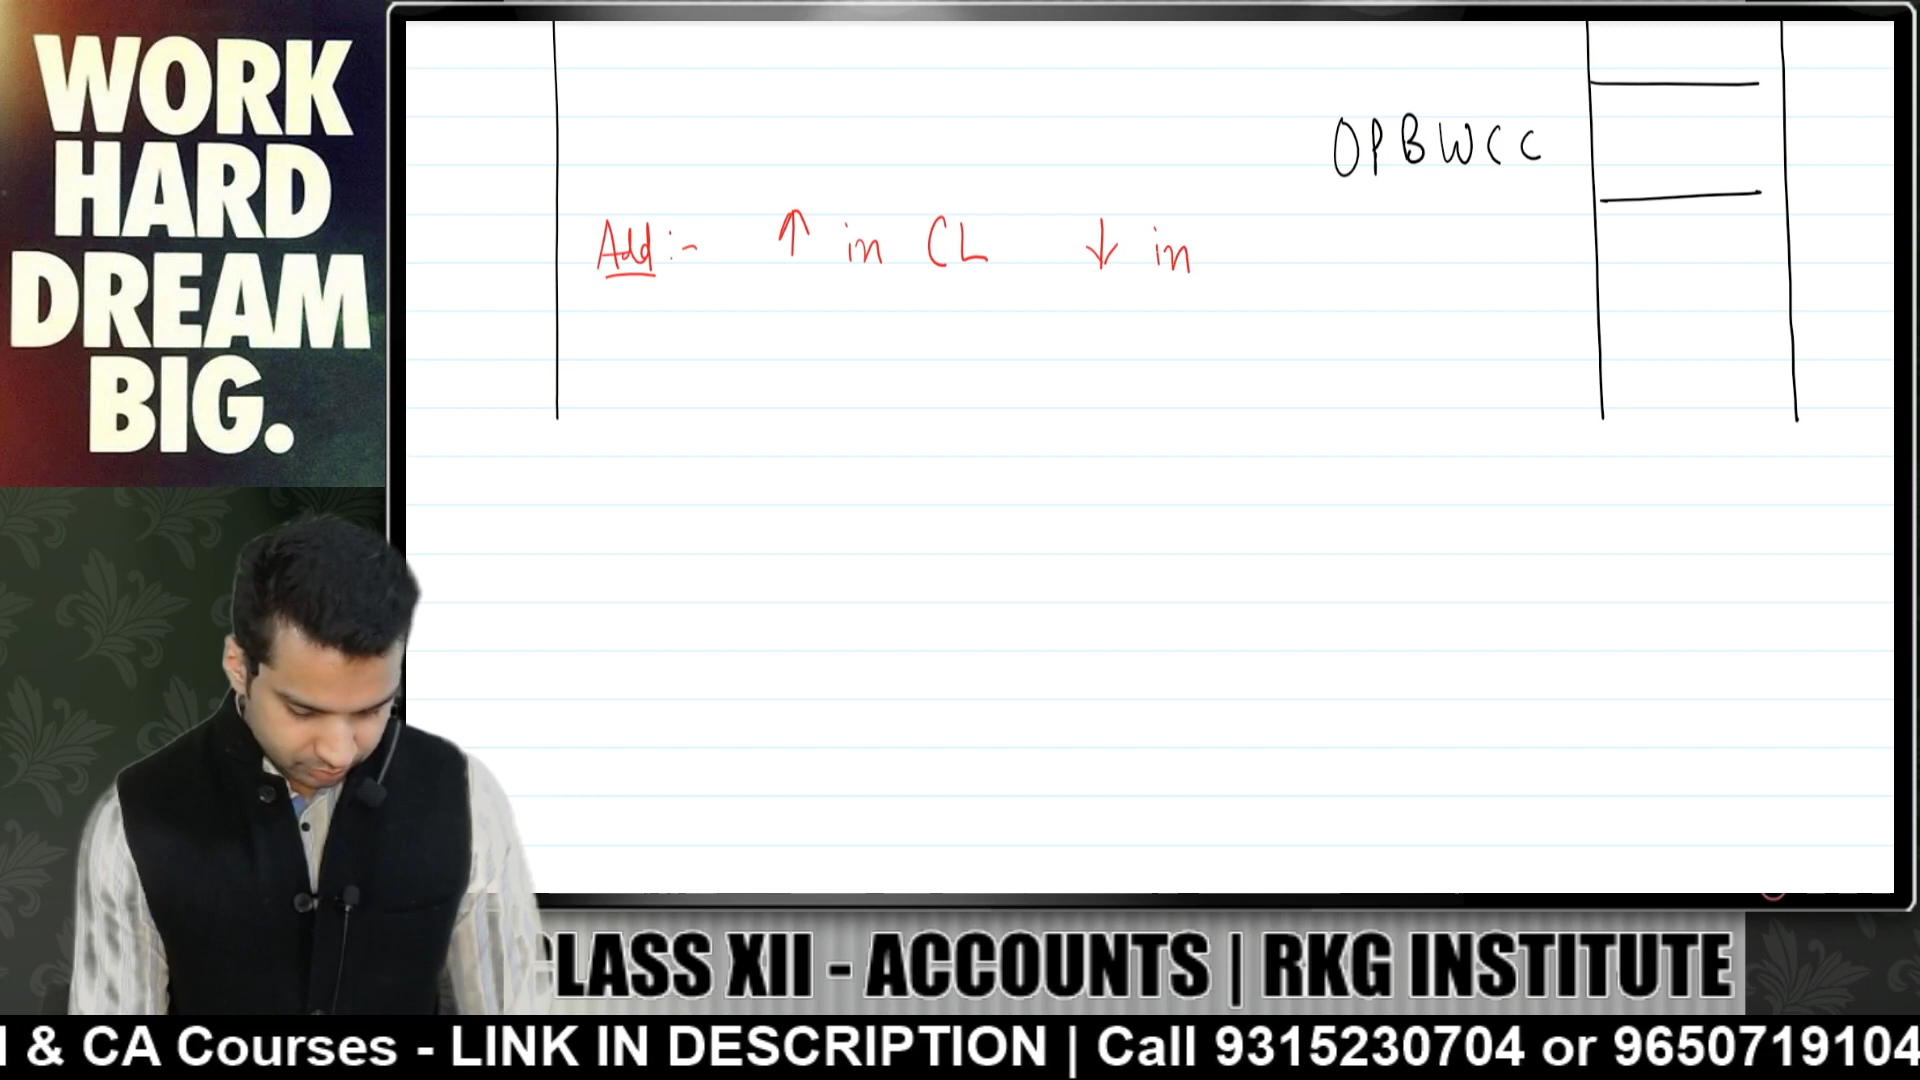 WORK
HARD
DREAM
BIG.
OPBWCC
Add:- ↑ in CL ↓ in
CLASS XII - ACCOUNTS | RKG INSTITUTE
& CA Courses - LINK IN DESCRIPTION | Call 9315230704 or 9650719104